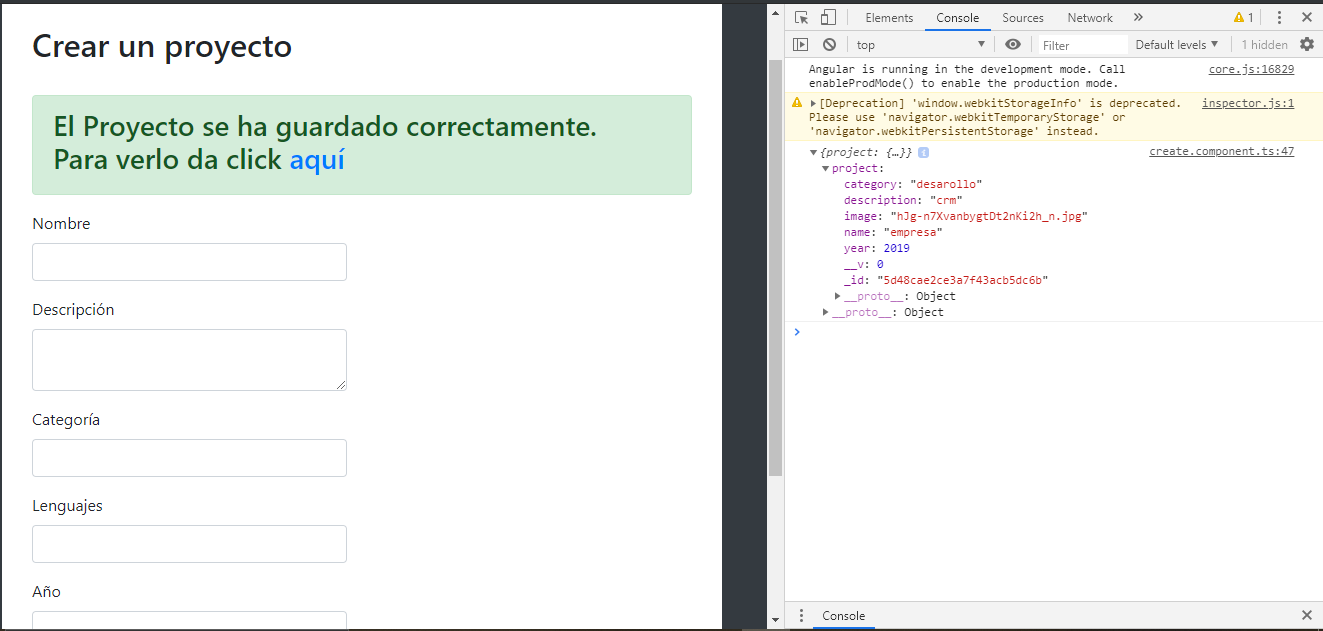 Crear un proyecto
El Proyecto se ha guardado correctamente.
Para verlo da click aquí
Nombre
Descripción
Categoría
Lenguajes
Año
Elements Console Sources Network » 1
top Filter Default levels ▼ 1 hidden
Angular is running in the development mode. Call core.js:16829
enableProdMode() to enable the production mode.
[Deprecation] 'window.webkitStorageInfo' is deprecated. inspector.js:1
Please use 'navigator.webkitTemporaryStorage' or
'navigator.webkitPersistentStorage' instead.
{project: {…}} i create.component.ts:47
project:
category: "desarollo"
description: "crm"
image: "hJg-n7XvanbygtDt2nKi2h_n.jpg"
name: "empresa"
year: 2019
__v: 0
_id: "5d48cae2ce3a7f43acb5dc6b"
__proto__: Object
__proto__: Object
Console